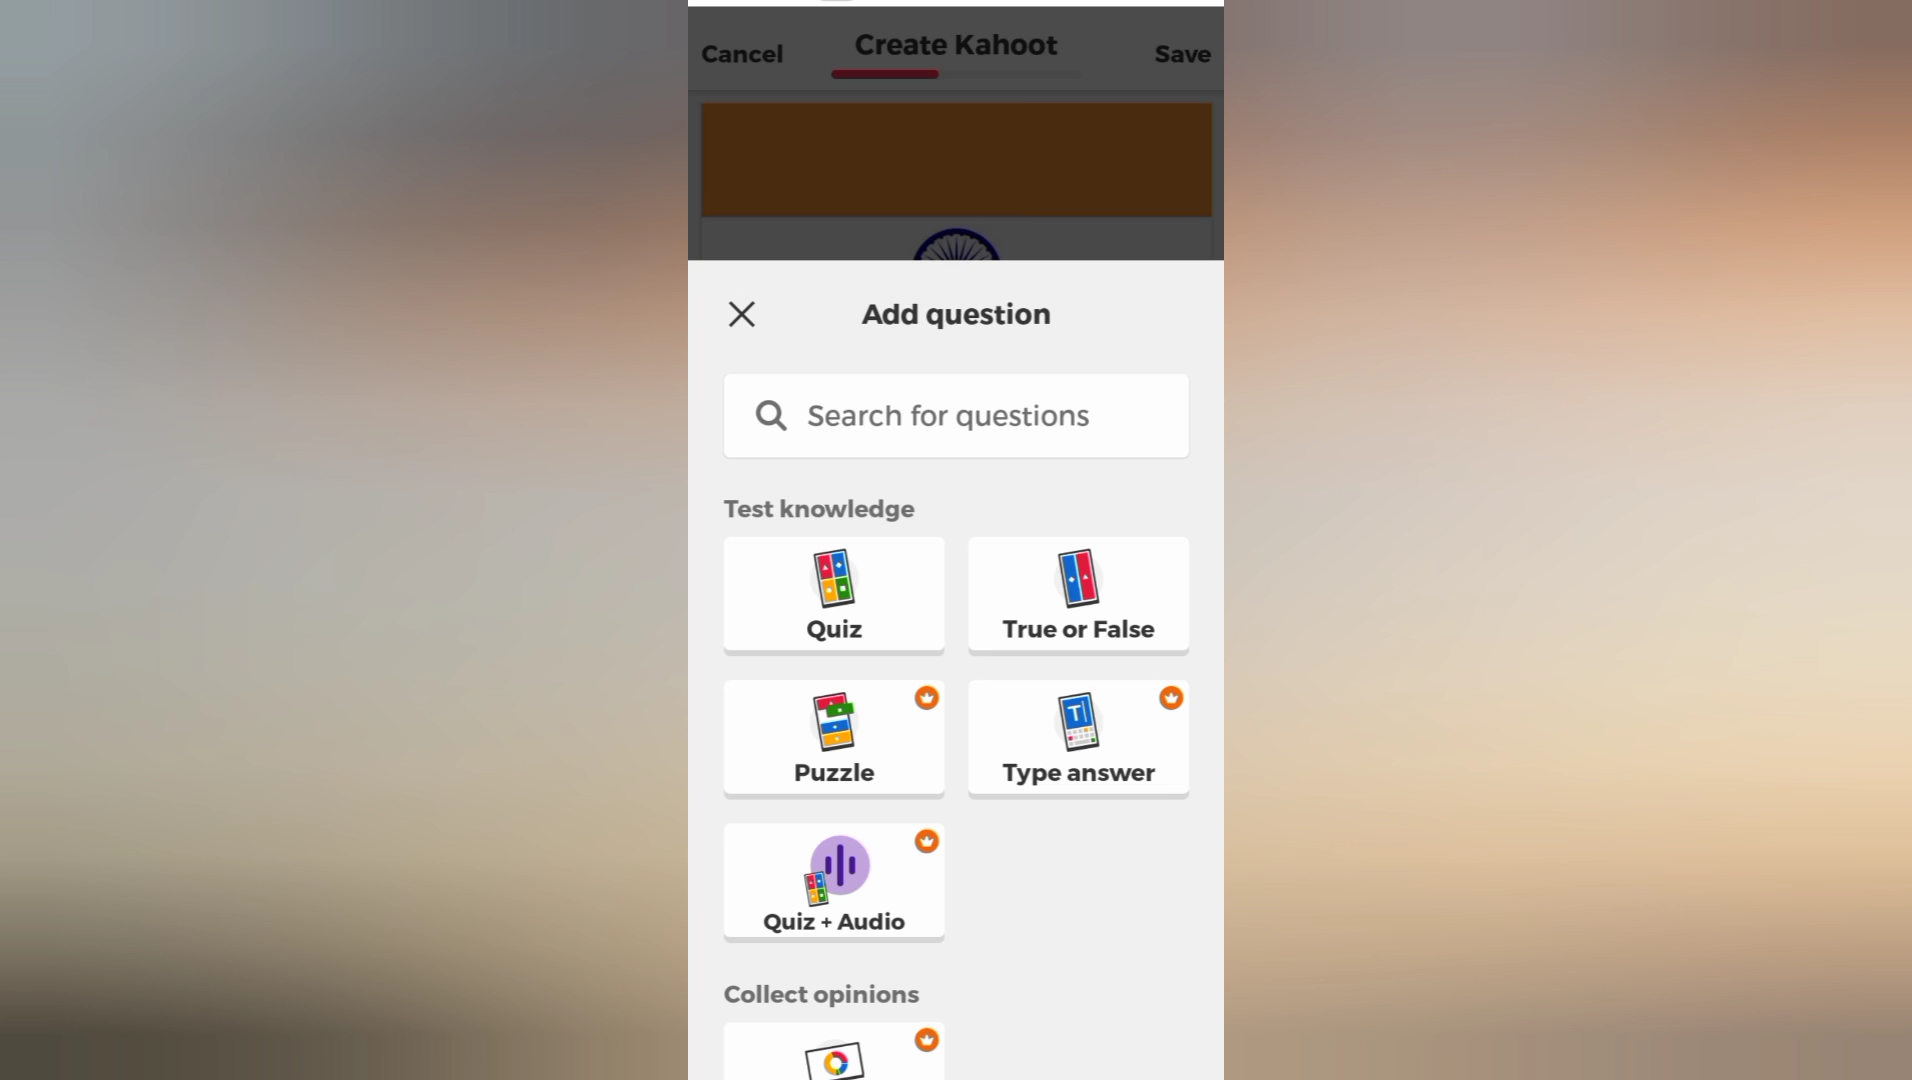 Cancel
Create Kahoot
Save
Add question
Search for questions
Test knowledge
Quiz
True or False
Puzzle
Type answer
Quiz + Audio
Collect opinions